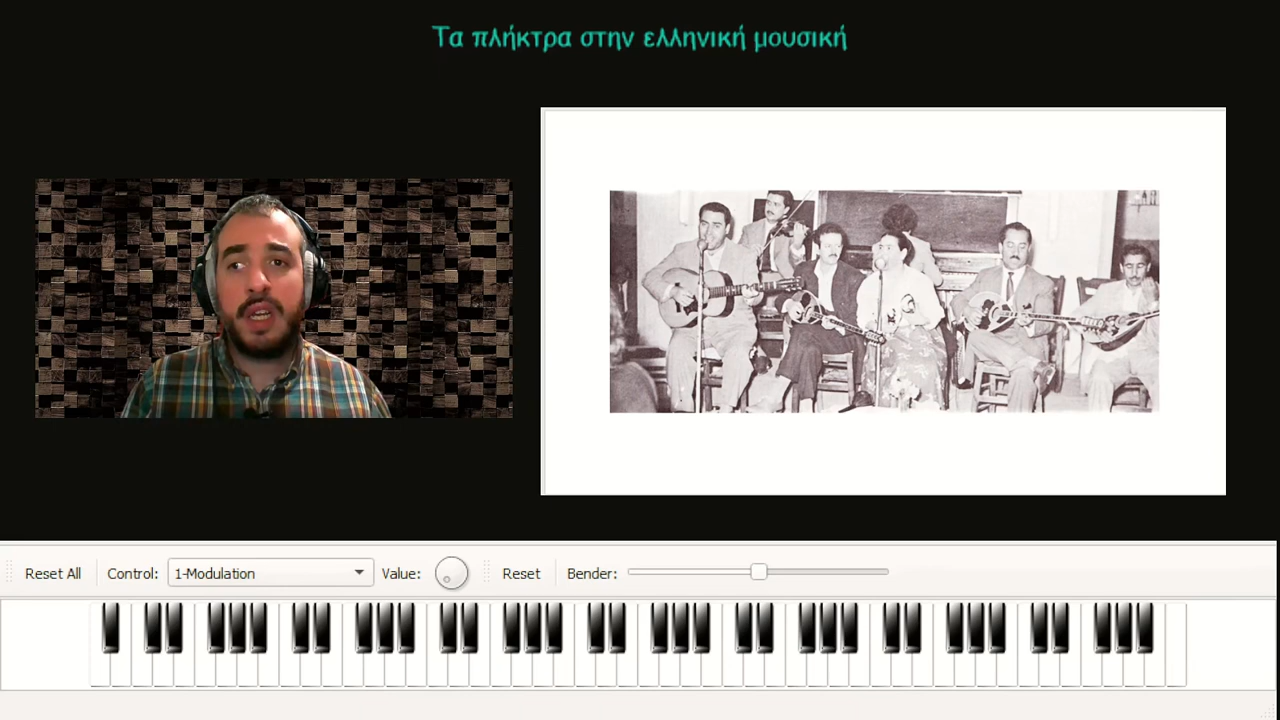 Τα πλήκτρα στην ελληνική μουσική
Reset All Control: 1-Modulation Value: Reset Bender: